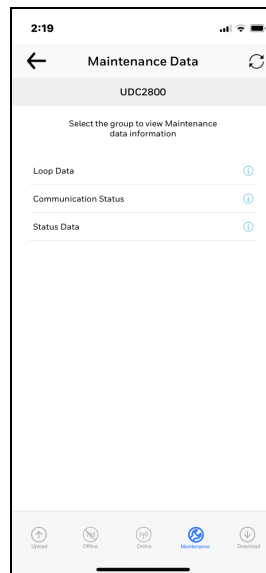 2:19
Maintenance Data
UDC2800
Select the group to view Maintenance
data information
Loop Data
Communication Status
Status Data
Upload
Offline
Online
Maintenance
Download